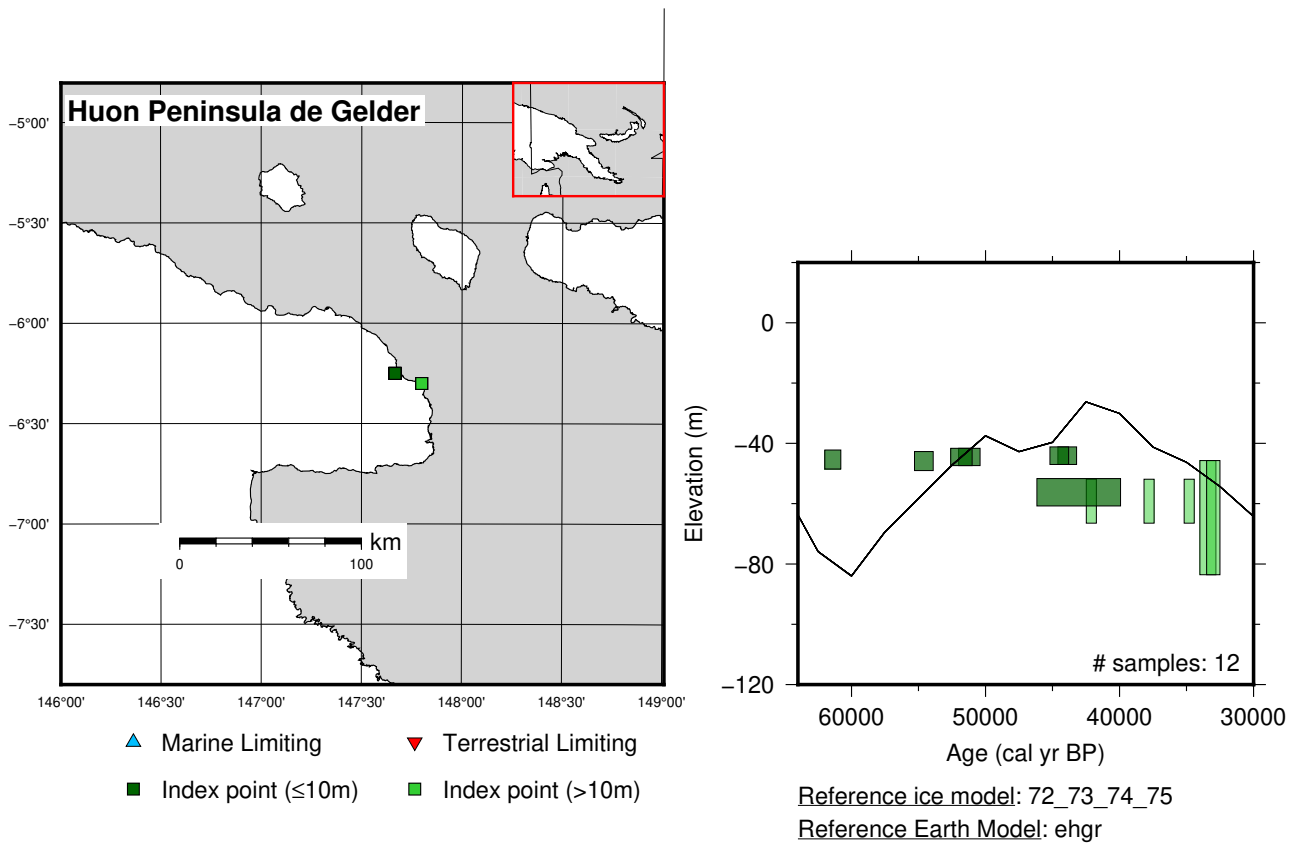 Huon Peninsula de Gelder
−5°00'
−5°30'
−6°00'
−6°30'
−7°00'
−7°30'
km
0 100
146°00' 146°30' 147°00' 147°30' 148°00' 148°30' 149°00'
Marine Limiting
Terrestrial Limiting
Index point (≤10m)
Index point (>10m)
Elevation (m)
0
−40
−80
−120
# samples: 12
60000 50000 40000 30000
Age (cal yr BP)
Reference ice model: 72_73_74_75
Reference Earth Model: ehgr